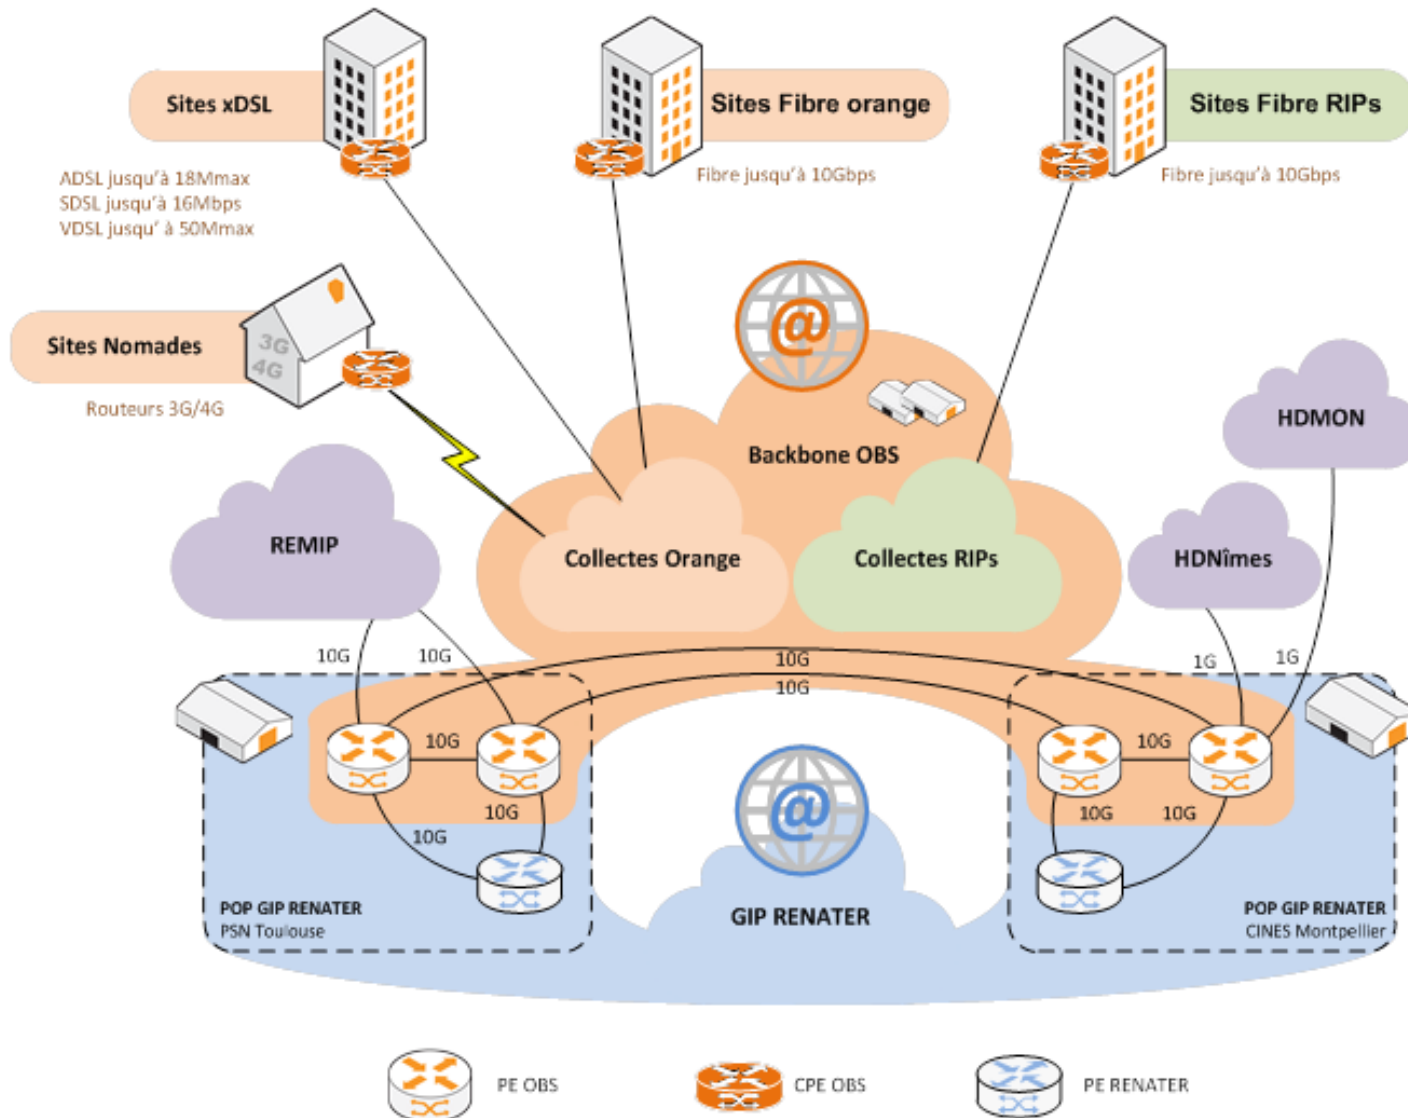 Sites xDSL
Sites Fibre orange
Sites Fibre RIPs
ADSL jusqu'à 18Mmax
SDSL jusqu'à 16Mbps
VDSL jusqu' à 50Mmax
Fibre jusqu'à 10Gbps
Fibre jusqu'à 10Gbps
@
3G
4G
Sites Nomades
Routeurs 3G/4G
HDMON
Backbone OBS
REMIP
Collectes Orange
Collectes RIPs
HDNîmes
10G
10G
10G
10G
1G
1G
10G
10G
10G
10G
10G
10G
@
GIP RENATER
POP GIP RENATER
PSN Toulouse
POP GIP RENATER
CINES Montpellier
PE OBS
CPE OBS
PE RENATER